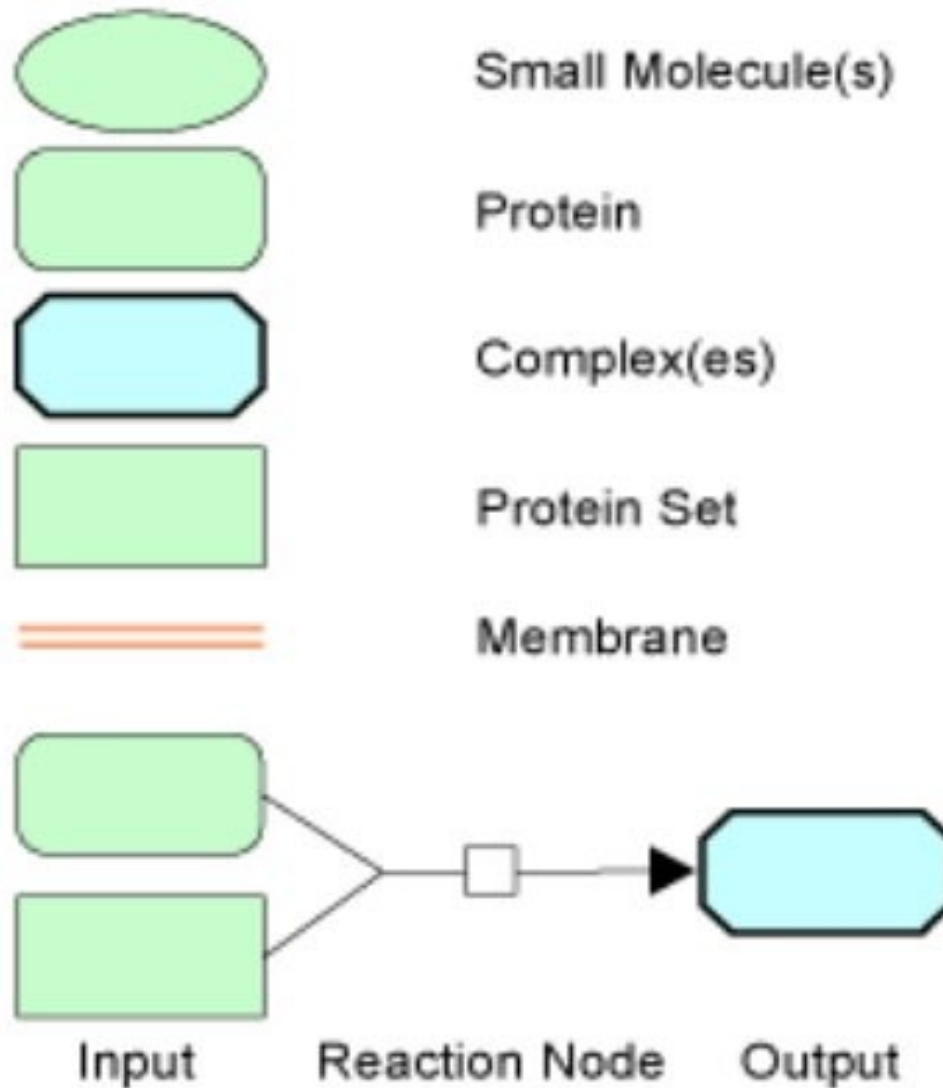 Small Molecule(s)
Protein
Complex(es)
Protein Set
Membrane
Input Reaction Node Output